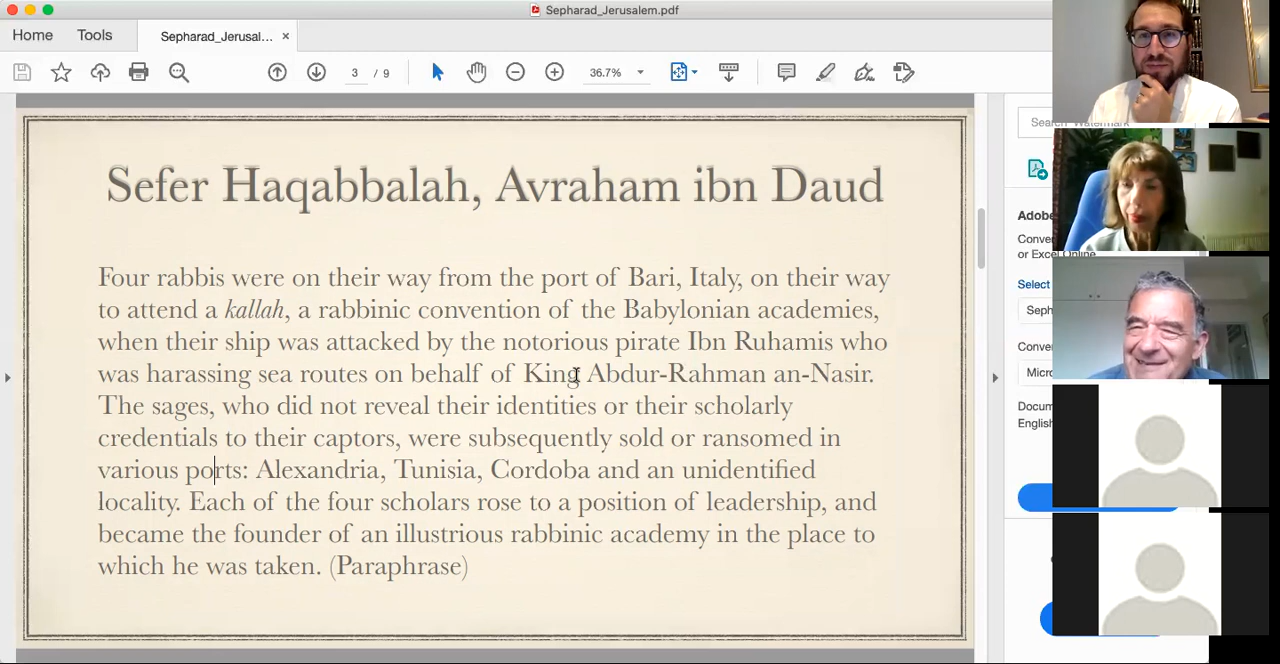 Sepharad_Jerusalem.pdf
Home
Tools
Sepharad_Jerusal...
×
3 / 9
36.7%
Sefer Haqabbalah, Avraham ibn Daud
Four rabbis were on their way from the port of Bari, Italy, on their way
to attend a kallah, a rabbinic convention of the Babylonian academies,
when their ship was attacked by the notorious pirate Ibn Ruhamis who
was harassing sea routes on behalf of King Abdur-Rahman an-Nasir.
The sages, who did not reveal their identities or their scholarly
credentials to their captors, were subsequently sold or ransomed in
various ports: Alexandria, Tunisia, Cordoba and an unidentified
locality. Each of the four scholars rose to a position of leadership, and
became the founder of an illustrious rabbinic academy in the place to
which he was taken. (Paraphrase)
Search
Adobe
or Excel Online
Select
Seph
Micro